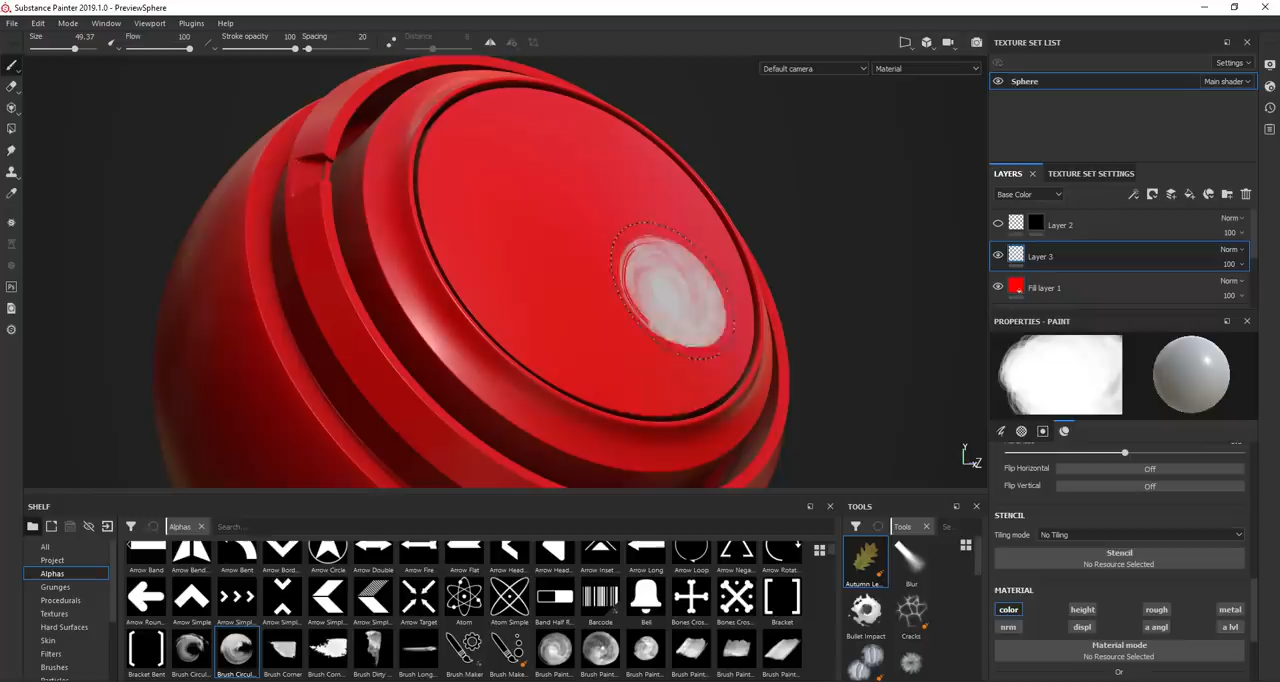 Substance Painter 2019.1.0 - PreviewSphere
File Edit Mode Window Viewport Plugins Help
Size 49.37 Flow 100 Stroke opacity 100 Spacing 20 Distance 8
Default camera Material
Y
Z
TEXTURE SET LIST
Settings
Sphere Main shader
LAYERS TEXTURE SET SETTINGS
Base Color
Layer 2 Norm 100
Layer 3 Norm 100
Fill layer 1 Norm 100
PROPERTIES - PAINT
Flip Horizontal Off
Flip Vertical Off
STENCIL
Tiling mode No Tiling
Stencil
No Resource Selected
MATERIAL
color height rough metal
nrm displ a angl a lvl
Material mode
No Resource Selected
Or
SHELF
Alphas Search...
All
Project
Alphas
Grunges
Procedurals
Textures
Hard Surfaces
Skin
Filters
Brushes
Arrow Band Arrow Bend... Arrow Bent Arrow Bord... Arrow Circle Arrow Double Arrow Fire Arrow Flat Arrow Head... Arrow Head... Arrow Inset ... Arrow Long Arrow Loop Arrow Nega... Arrow Rotat...
Arrow Roun... Arrow Simple Arrow Simpl... Arrow Simpl... Arrow Simpl... Arrow Simpl... Arrow Target Atom Atom Simple Band Half R... Barcode Bell Bones Cros... Bones Cros... Bracket
Bracket Bent Brush Circul... Brush Circul... Brush Corner Brush Corn... Brush Dirty ... Brush Long... Brush Maker Brush Make... Brush Paint... Brush Paint... Brush Paint... Brush Paint... Brush Paint... Brush Paint...
TOOLS
Tools Se...
Autumn Le... Blur
Bullet Impact Cracks